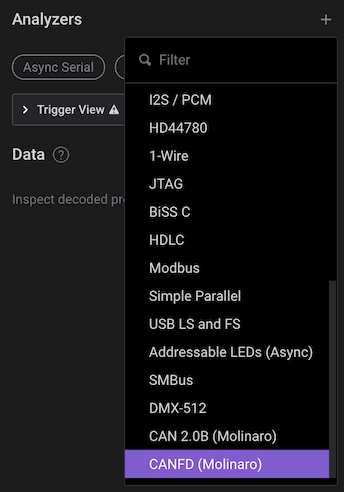 Analyzers
+
Async Serial
Filter
Trigger View
Data ?
Inspect decoded pr
I2S / PCM
HD44780
1-Wire
JTAG
BiSS C
HDLC
Modbus
Simple Parallel
USB LS and FS
Addressable LEDs (Async)
SMBus
DMX-512
CAN 2.0B (Molinaro)
CANFD (Molinaro)